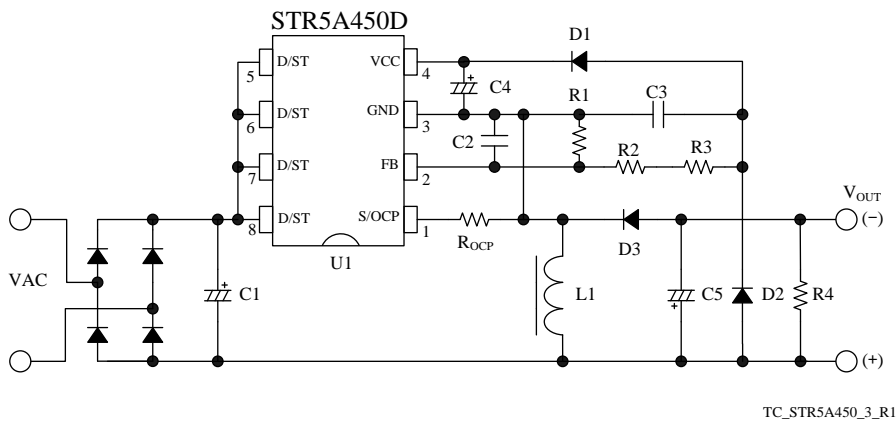 STR5A450D
D1
D/ST
VCC
5
4
C4
C3
R1
D/ST
GND
6
3
C2
R2
R3
D/ST
FB
7
2
VOUT
D/ST
S/OCP
(−)
8
1
ROCP
D3
U1
VAC
C1
L1
C5
D2
R4
(+)
TC_STR5A450_3_R1